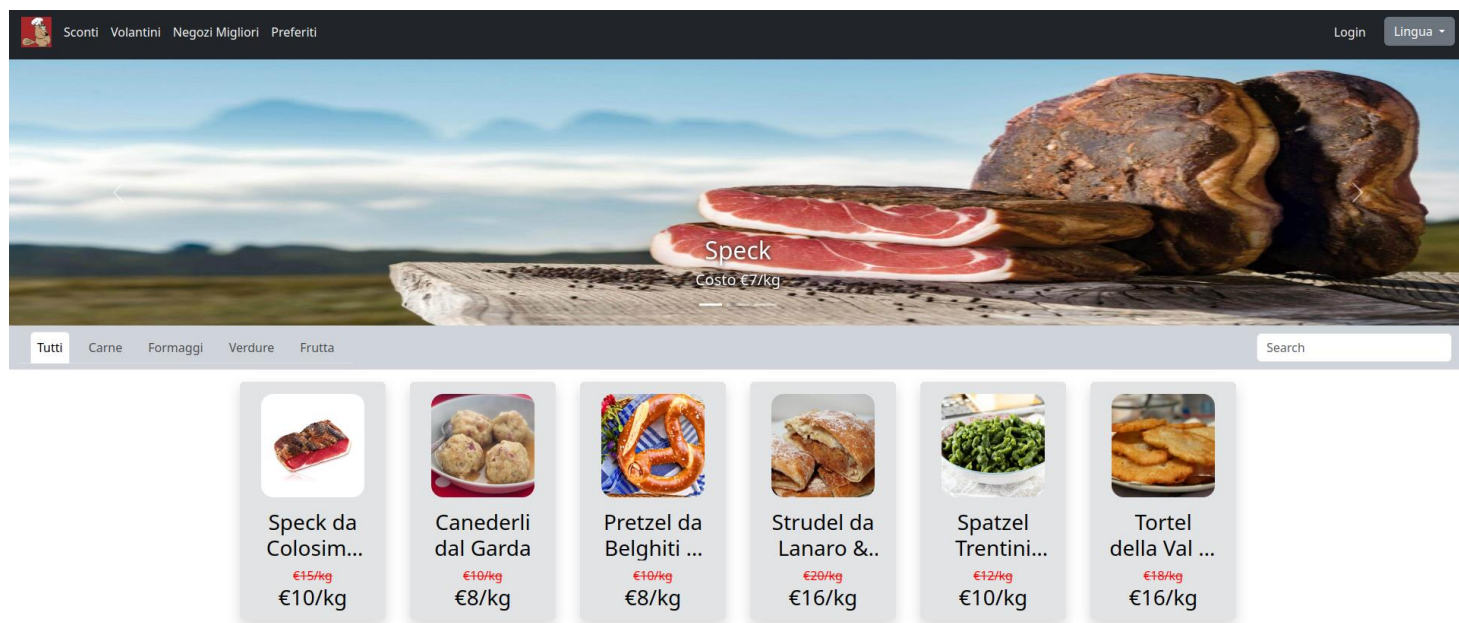 Sconti Volantini Negozi Migliori Preferiti Login Lingua
Speck
Costo €7/kg
Tutti Carne Formaggi Verdure Frutta Search
Speck da
Colosim...
€15/kg
€10/kg
Canederli
dal Garda
€10/kg
€8/kg
Pretzel da
Belghiti ...
€10/kg
€8/kg
Strudel da
Lanaro &..
€20/kg
€16/kg
Spatzel
Trentini...
€12/kg
€10/kg
Tortel
della Val ...
€18/kg
€16/kg